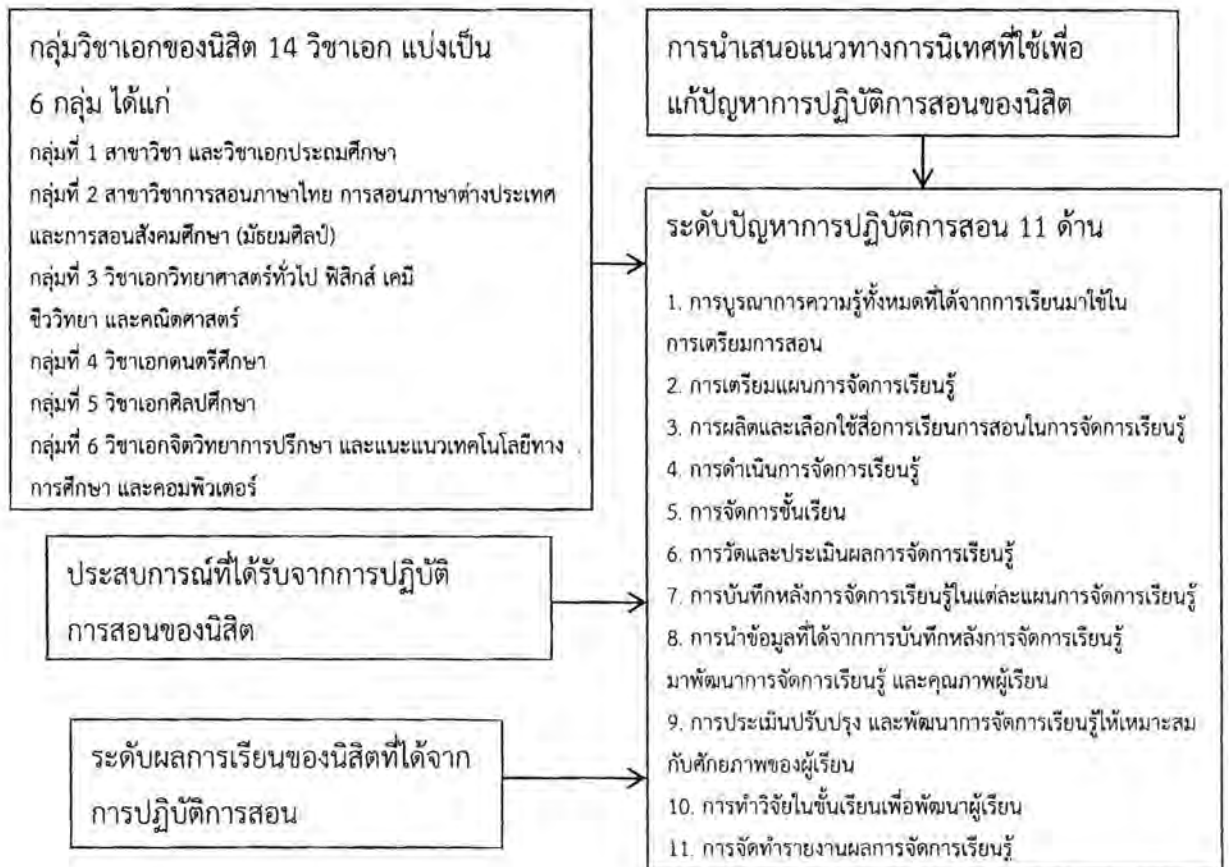 กลุ่มวิชาเอกของนิสิต 14 วิชาเอก แบ่งเป็น
6 กลุ่ม ได้แก่
กลุ่มที่ 1 สาขาวิชา และวิชาเอกประถมศึกษา
กลุ่มที่ 2 สาขาวิชาการสอนภาษาไทย การสอนภาษาต่างประเทศ
และการสอนสังคมศึกษา (มัธยมศิลป์)
กลุ่มที่ 3 วิชาเอกวิทยาศาสตร์ทั่วไป ฟิสิกส์ เคมี
ชีววิทยา และคณิตศาสตร์
กลุ่มที่ 4 วิชาเอกดนตรีศึกษา
กลุ่มที่ 5 วิชาเอกศิลปศึกษา
กลุ่มที่ 6 วิชาเอกจิตวิทยาการปรึกษา และแนะแนวเทคโนโลยีทาง
การศึกษา และคอมพิวเตอร์
ประสบการณ์ที่ได้รับจากการปฏิบัติ
การสอนของนิสิต
ระดับผลการเรียนของนิสิตที่ได้จาก
การปฏิบัติการสอน
การนำเสนอแนวทางการนิเทศที่ใช้เพื่อ
แก้ปัญหาการปฏิบัติการสอนของนิสิต
ระดับปัญหาการปฏิบัติการสอน 11 ด้าน
1. การบูรณาการความรู้ทั้งหมดที่ได้จากการเรียนมาใช้ใน
การเตรียมการสอน
2. การเตรียมแผนการจัดการเรียนรู้
3. การผลิตและเลือกใช้สื่อการเรียนการสอนในการจัดการเรียนรู้
4. การดำเนินการจัดการเรียนรู้
5. การจัดการชั้นเรียน
6. การวัดและประเมินผลการจัดการเรียนรู้
7. การบันทึกหลังการจัดการเรียนรู้ในแต่ละแผนการจัดการเรียนรู้
8. การนำข้อมูลที่ได้จากการบันทึกหลังการจัดการเรียนรู้
มาพัฒนาการจัดการเรียนรู้ และคุณภาพผู้เรียน
9. การประเมินปรับปรุง และพัฒนาการจัดการเรียนรู้ให้เหมาะสม
กับศักยภาพของผู้เรียน
10. การทำวิจัยในชั้นเรียนเพื่อพัฒนาผู้เรียน
11. การจัดทำรายงานผลการจัดการเรียนรู้